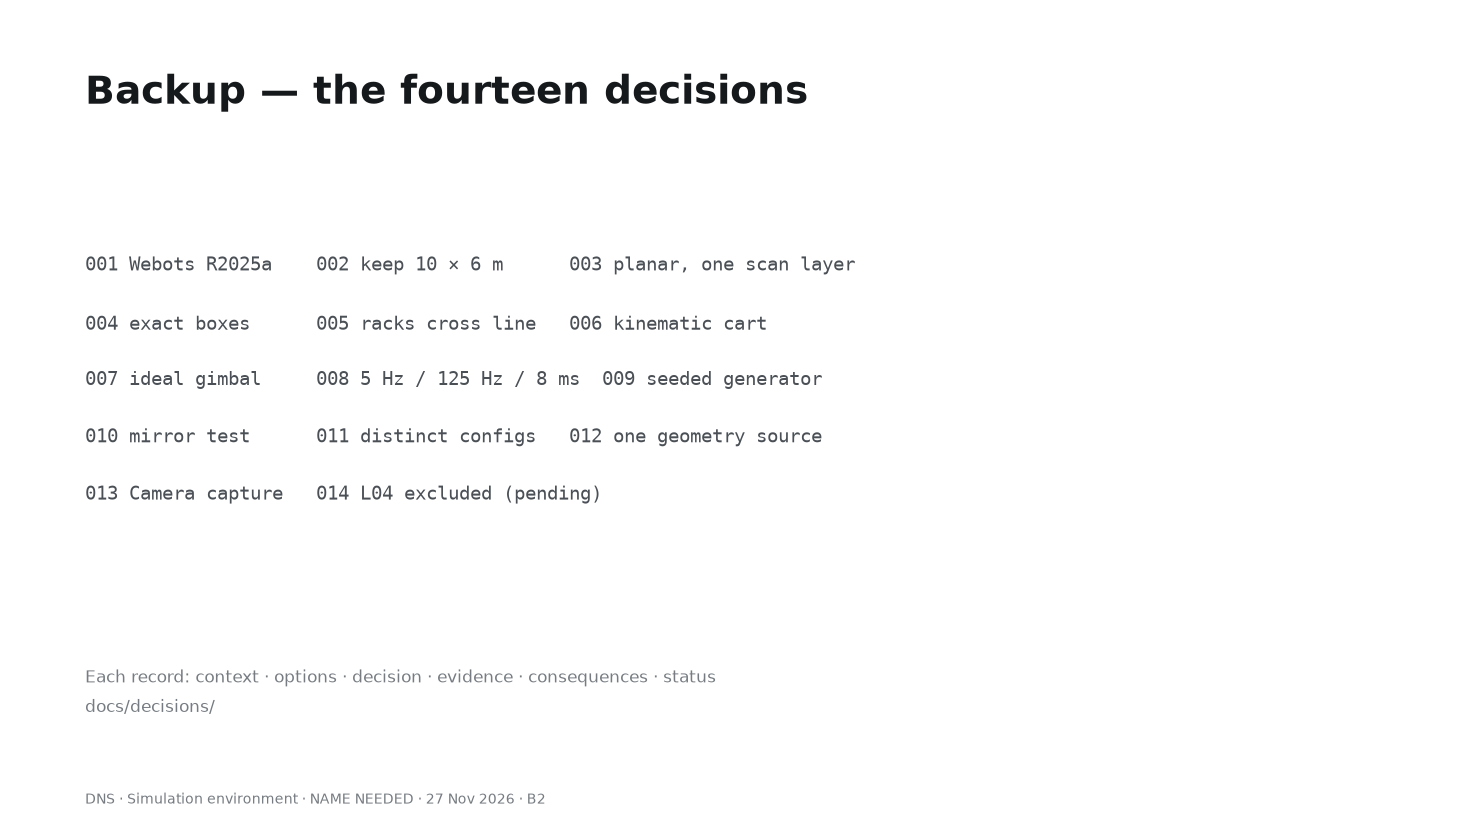 Backup — the fourteen decisions
001 Webots R2025a    002 keep 10 × 6 m      003 planar, one scan layer
004 exact boxes      005 racks cross line   006 kinematic cart
007 ideal gimbal     008 5 Hz / 125 Hz / 8 ms  009 seeded generator
010 mirror test      011 distinct configs   012 one geometry source
013 Camera capture   014 L04 excluded (pending)
Each record: context · options · decision · evidence · consequences · status
docs/decisions/
DNS · Simulation environment · NAME NEEDED · 27 Nov 2026 · B2